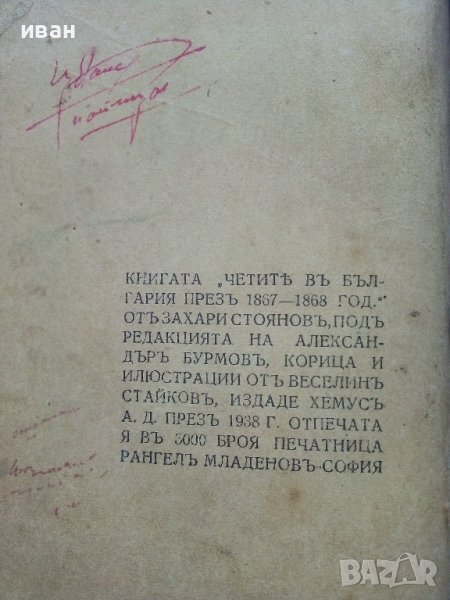 иван
КНИГАТА „ЧЕТИТѢ ВЪ БЪЛ-
ГАРИЯ ПРЕЗЪ 1867—1868 ГОД.“
ОТЪ ЗАХАРИ СТОЯНОВЪ, ПОДЪ
РЕДАКЦИЯТА НА АЛЕКСАН-
ДЪРЪ БУРМОВЪ, КОРИЦА И
ИЛЮСТРАЦИИ ОТЪ ВЕСЕЛИНЪ
СТАЙКОВЪ, ИЗДАДЕ ХЕМУСЪ
А. Д. ПРЕЗЪ 1938 Г. ОТПЕЧАТА
Я ВЪ 3000 БРОЯ ПЕЧАТНИЦА
РАНГЕЛЪ МЛАДЕНОВЪ-СОФИЯ
BAZAR